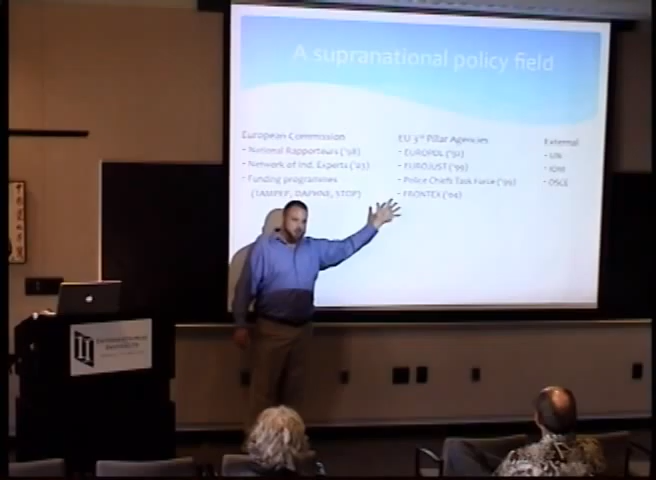 A supranational policy field
European Commission
- National Rapporteurs ('98)
- Network of Ind. Experts ('03)
- Funding programmes
(TAMPEP, DAPHNE, STOP)
EU 3rd Pillar Agencies
- EUROPOL ('92)
- EUROJUST ('99)
- Police Chiefs Task Force ('99)
- FRONTEX ('04)
External
- UN
- IOM
- OSCE